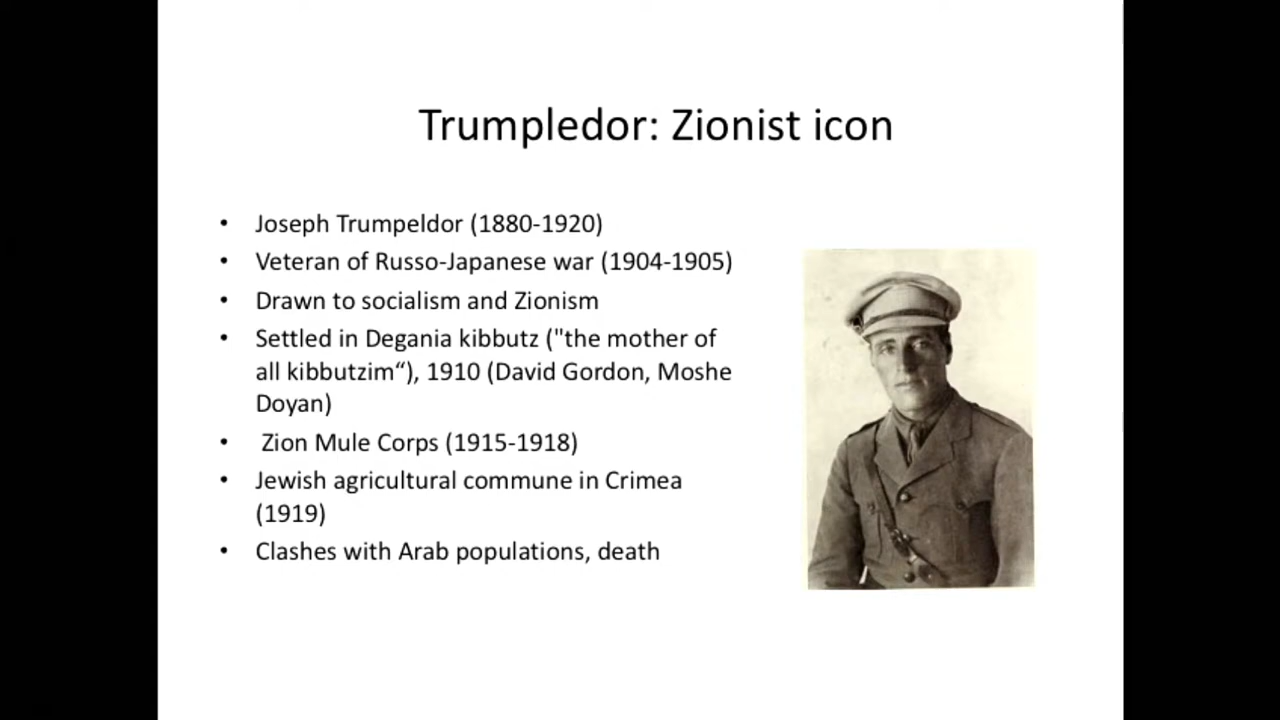 Trumpledor: Zionist icon
• Joseph Trumpeldor (1880-1920)
• Veteran of Russo-Japanese war (1904-1905)
• Drawn to socialism and Zionism
• Settled in Degania kibbutz ("the mother of
all kibbutzim“), 1910 (David Gordon, Moshe
Doyan)
• Zion Mule Corps (1915-1918)
• Jewish agricultural commune in Crimea
(1919)
• Clashes with Arab populations, death